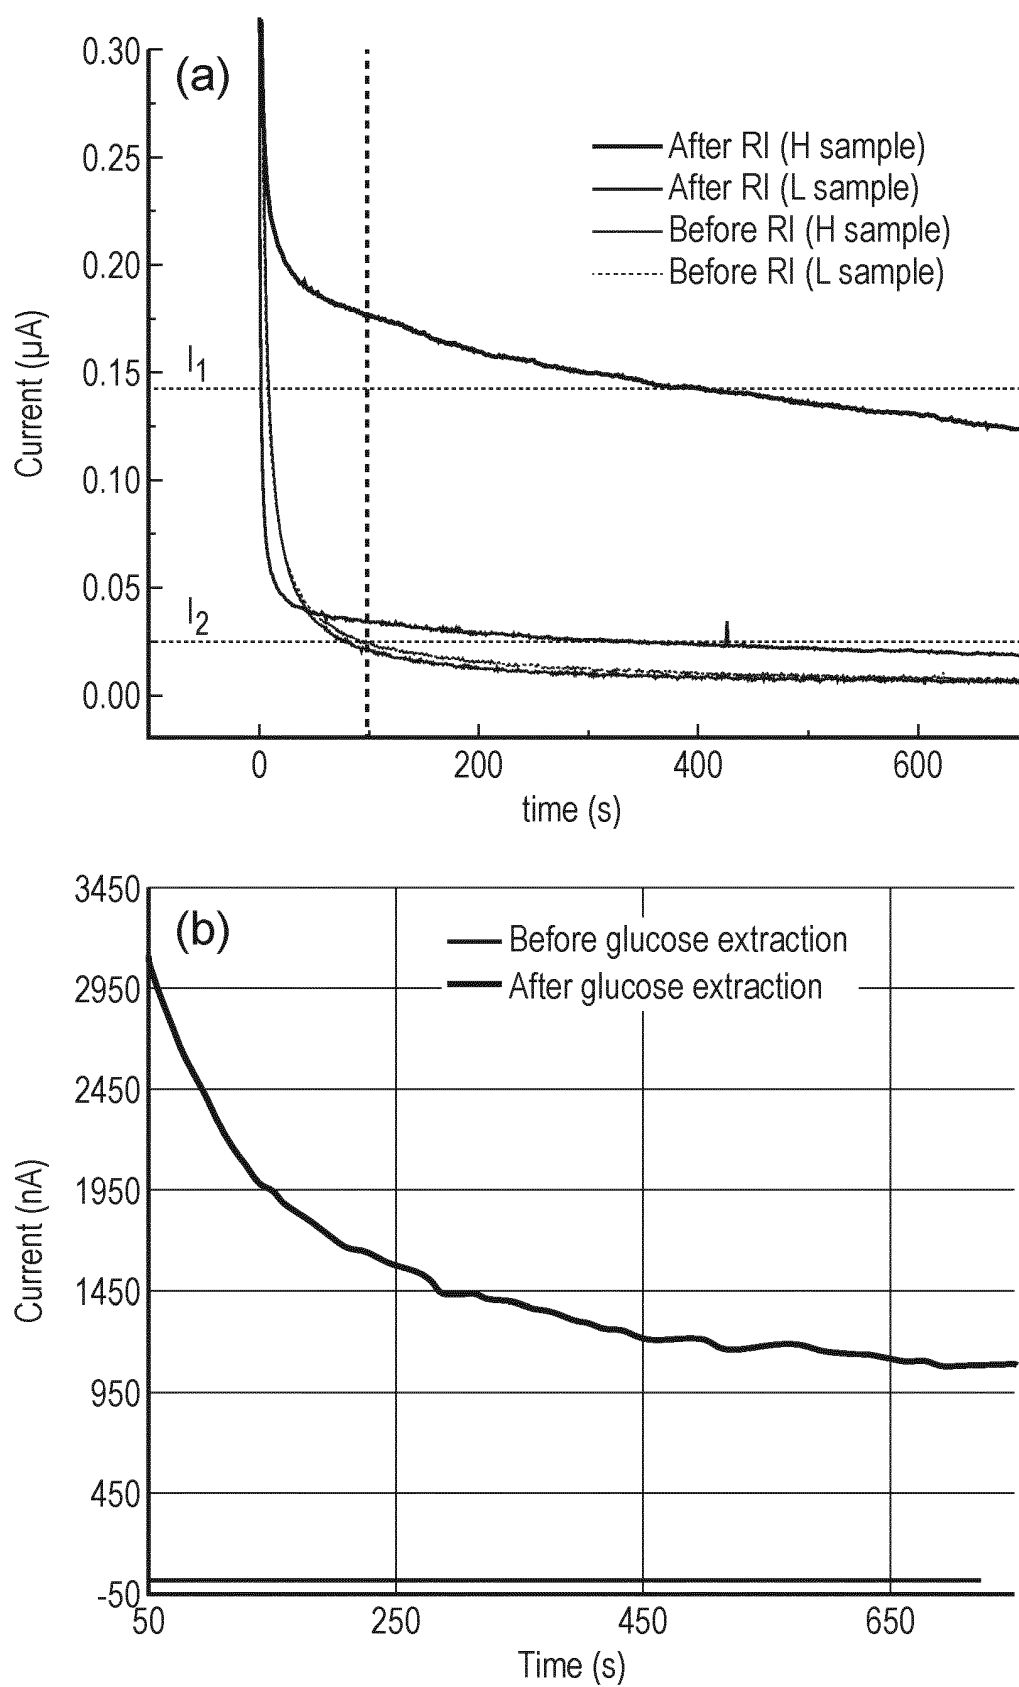 (a)
0.30
0.25
0.20
0.15
0.10
0.05
0.00
Current (µA)
I1
I2
After RI (H sample)
After RI (L sample)
Before RI (H sample)
Before RI (L sample)
0 200 400 600
time (s)
(b)
3450
2950
2450
1950
1450
950
450
-50
Current (nA)
Before glucose extraction
After glucose extraction
50 250 450 650
Time (s)